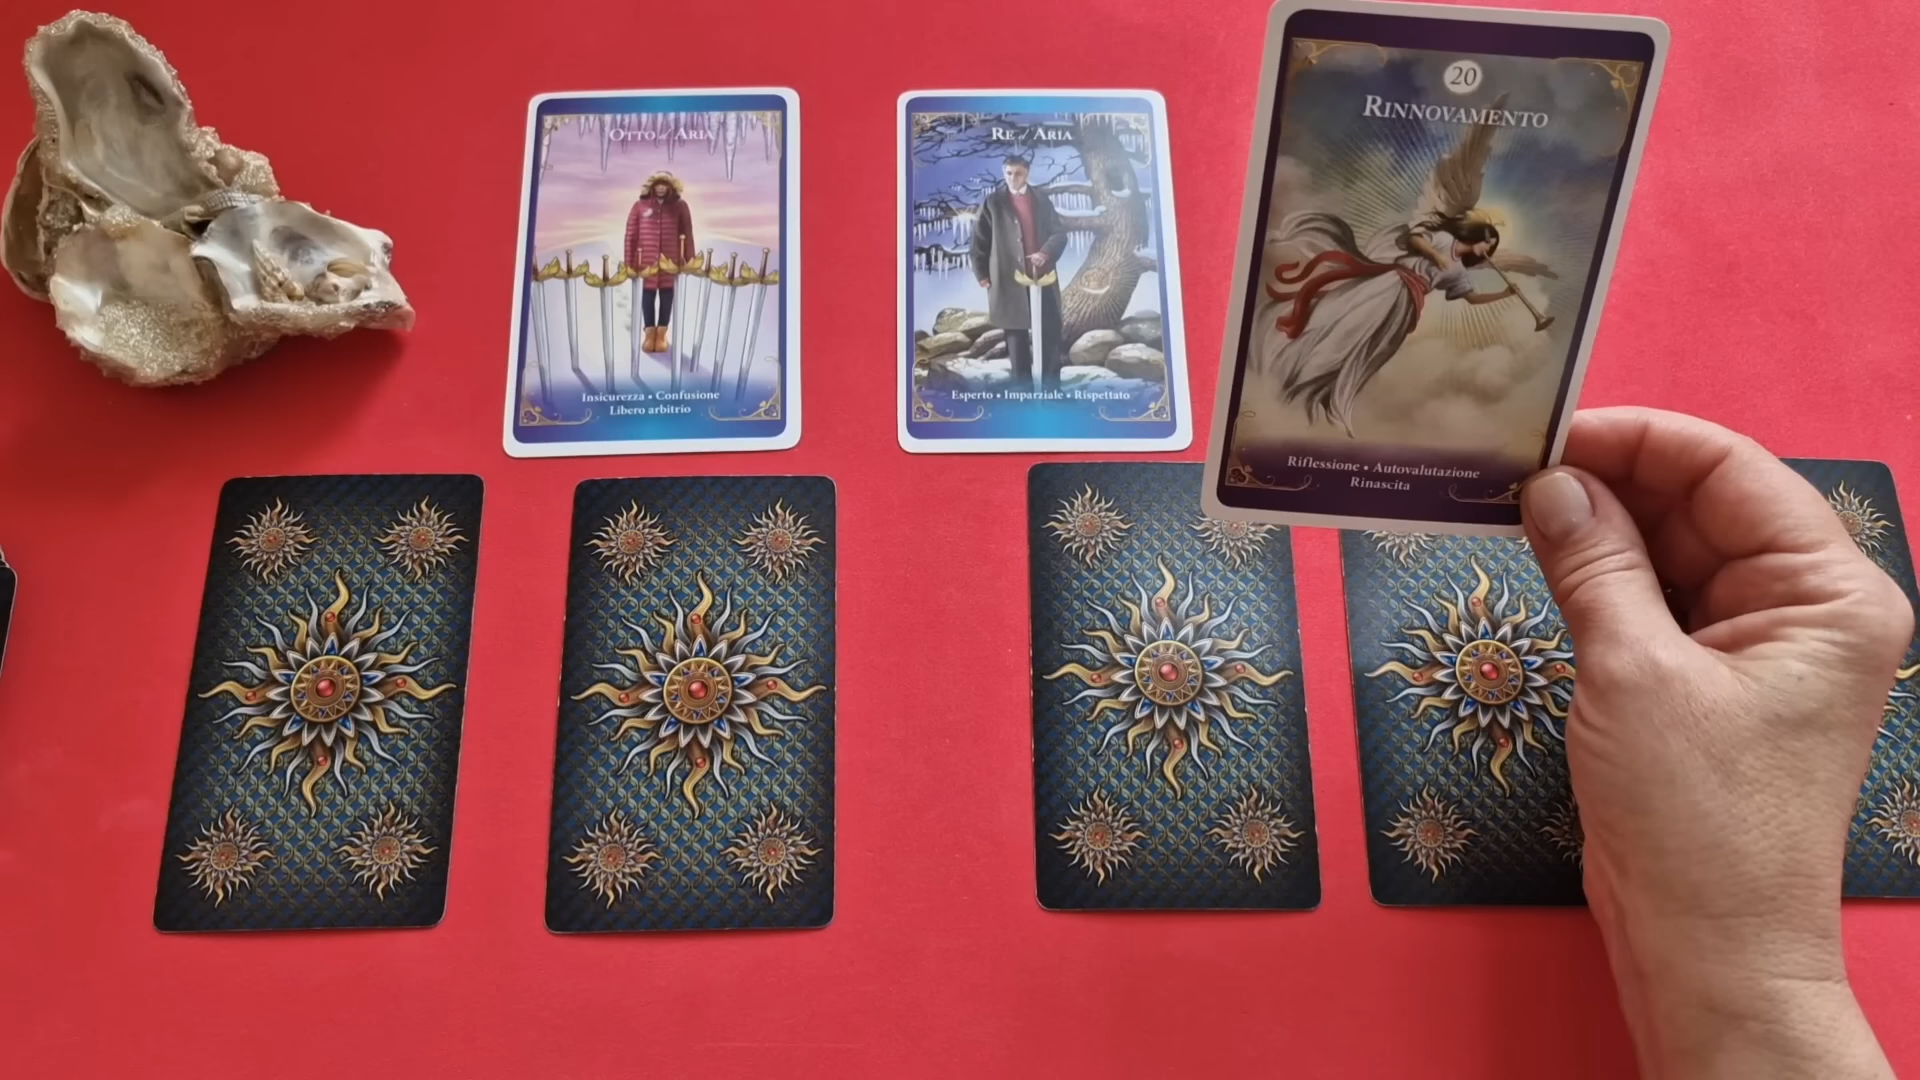 Otto d'Aria
Insicurezza • Confusione
Libero arbitrio
Re d'Aria
Esperto • Imparziale • Rispettato
20
Rinnovamento
Riflessione • Autovalutazione
Rinascita